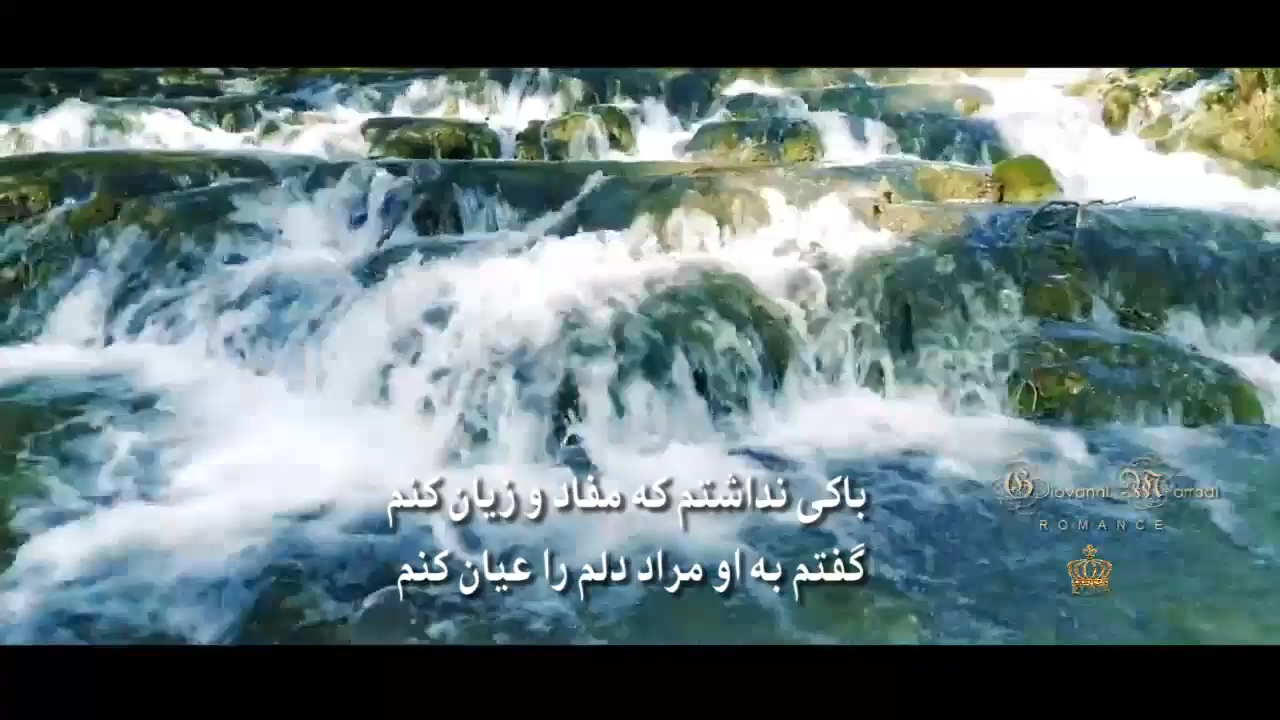 باکی نداشتم که مفاد و زیان کنم
گفتم به او مراد دلم را عیان کنم
Giovanni Marradi
ROMANCE